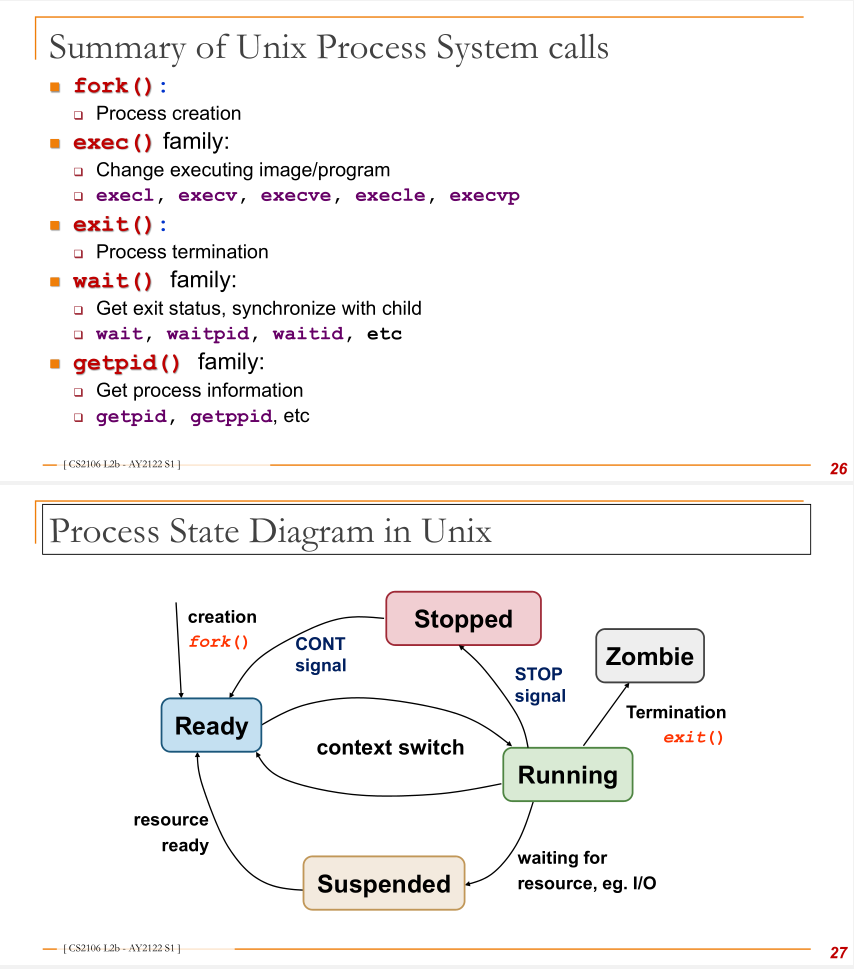 Summary of Unix Process System calls
fork():
Process creation
exec() family:
Change executing image/program
execl, execv, execve, execle, execvp
exit():
Process termination
wait() family:
Get exit status, synchronize with child
wait, waitpid, waitid, etc
getpid() family:
Get process information
getpid, getppid, etc
[ CS2106 L2b - AY2122 S1 ]
26
Process State Diagram in Unix
creation
fork()
Stopped
CONT
signal
Zombie
STOP
signal
Ready
Termination
exit()
context switch
Running
resource
ready
waiting for
resource, eg. I/O
Suspended
[ CS2106 L2b - AY2122 S1 ]
27